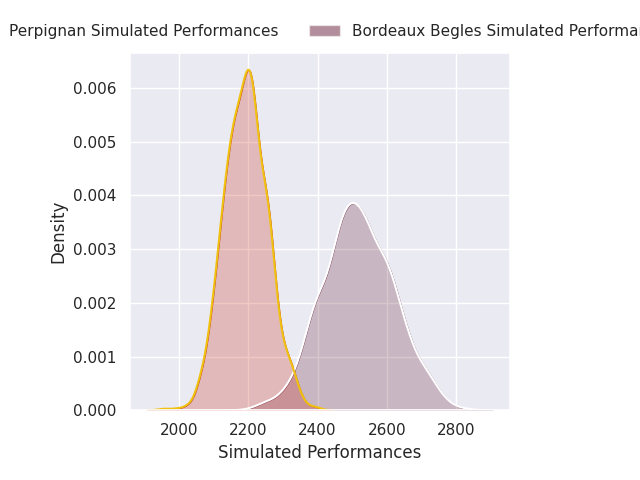 Perpignan Simulated Performances
Bordeaux Begles Simulated
0.006
0.005
0.004
0.003
0.002
0.001
0.000
Density
2000 2200 2400 2600 2800
Simulated Performances